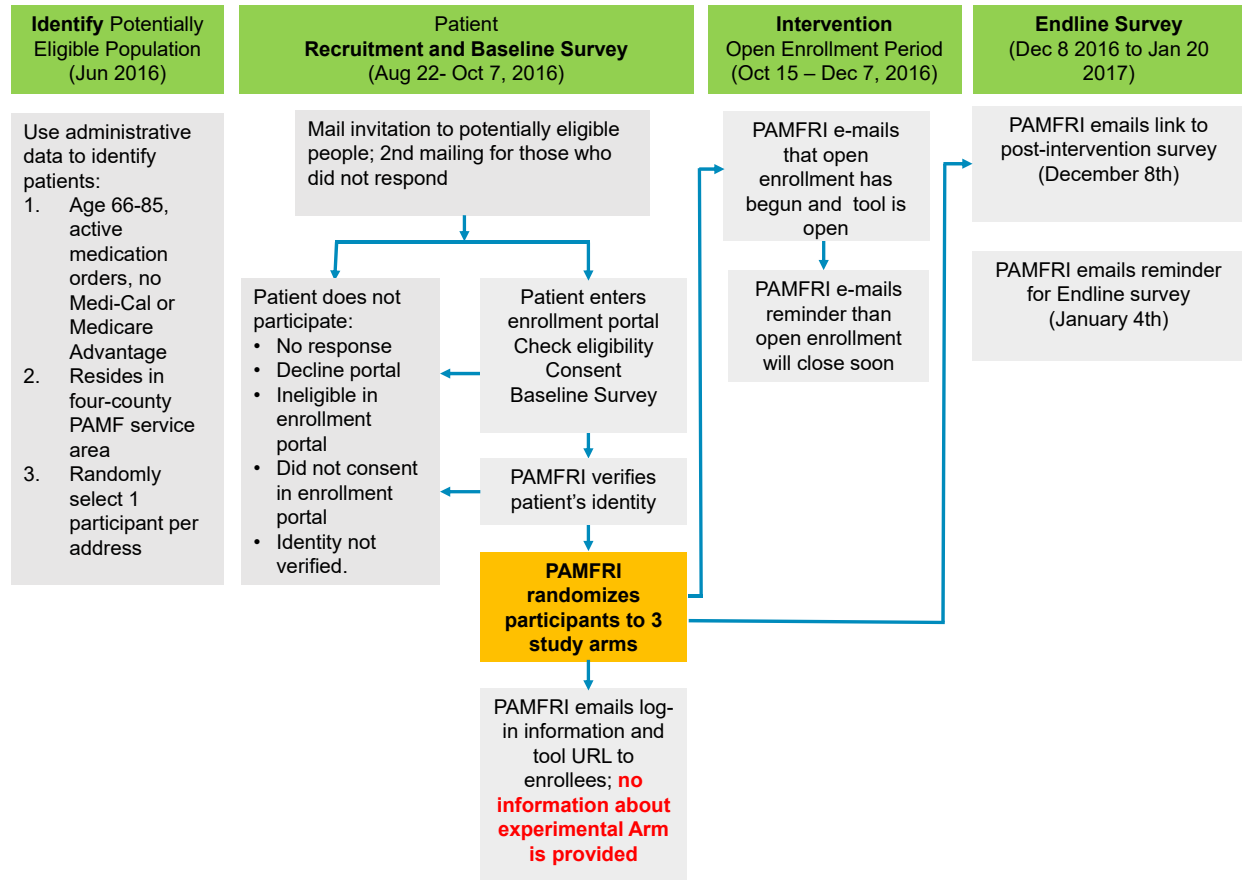 Identify Potentially
Eligible Population
(Jun 2016)
Patient
Recruitment and Baseline Survey
(Aug 22- Oct 7, 2016)
Intervention
Open Enrollment Period
(Oct 15 – Dec 7, 2016)
Endline Survey
(Dec 8 2016 to Jan 20
2017)
Use administrative
data to identify
patients:
1. Age 66-85,
active
medication
orders, no
Medi-Cal or
Medicare
Advantage
2. Resides in
four-county
PAMF service
area
3. Randomly
select 1
participant per
address
Mail invitation to potentially eligible
people; 2nd mailing for those who
did not respond
Patient does not
participate:
• No response
• Decline portal
• Ineligible in
enrollment
portal
• Did not consent
in enrollment
portal
• Identity not
verified.
Patient enters
enrollment portal
Check eligibility
Consent
Baseline Survey
PAMFRI verifies
patient's identity
PAMFRI
randomizes
participants to 3
study arms
PAMFRI emails log-
in information and
tool URL to
enrollees; no
information about
experimental Arm
is provided
PAMFRI e-mails
that open
enrollment has
begun and tool is
open
PAMFRI e-mails
reminder than
open enrollment
will close soon
PAMFRI emails link to
post-intervention survey
(December 8th)
PAMFRI emails reminder
for Endline survey
(January 4th)